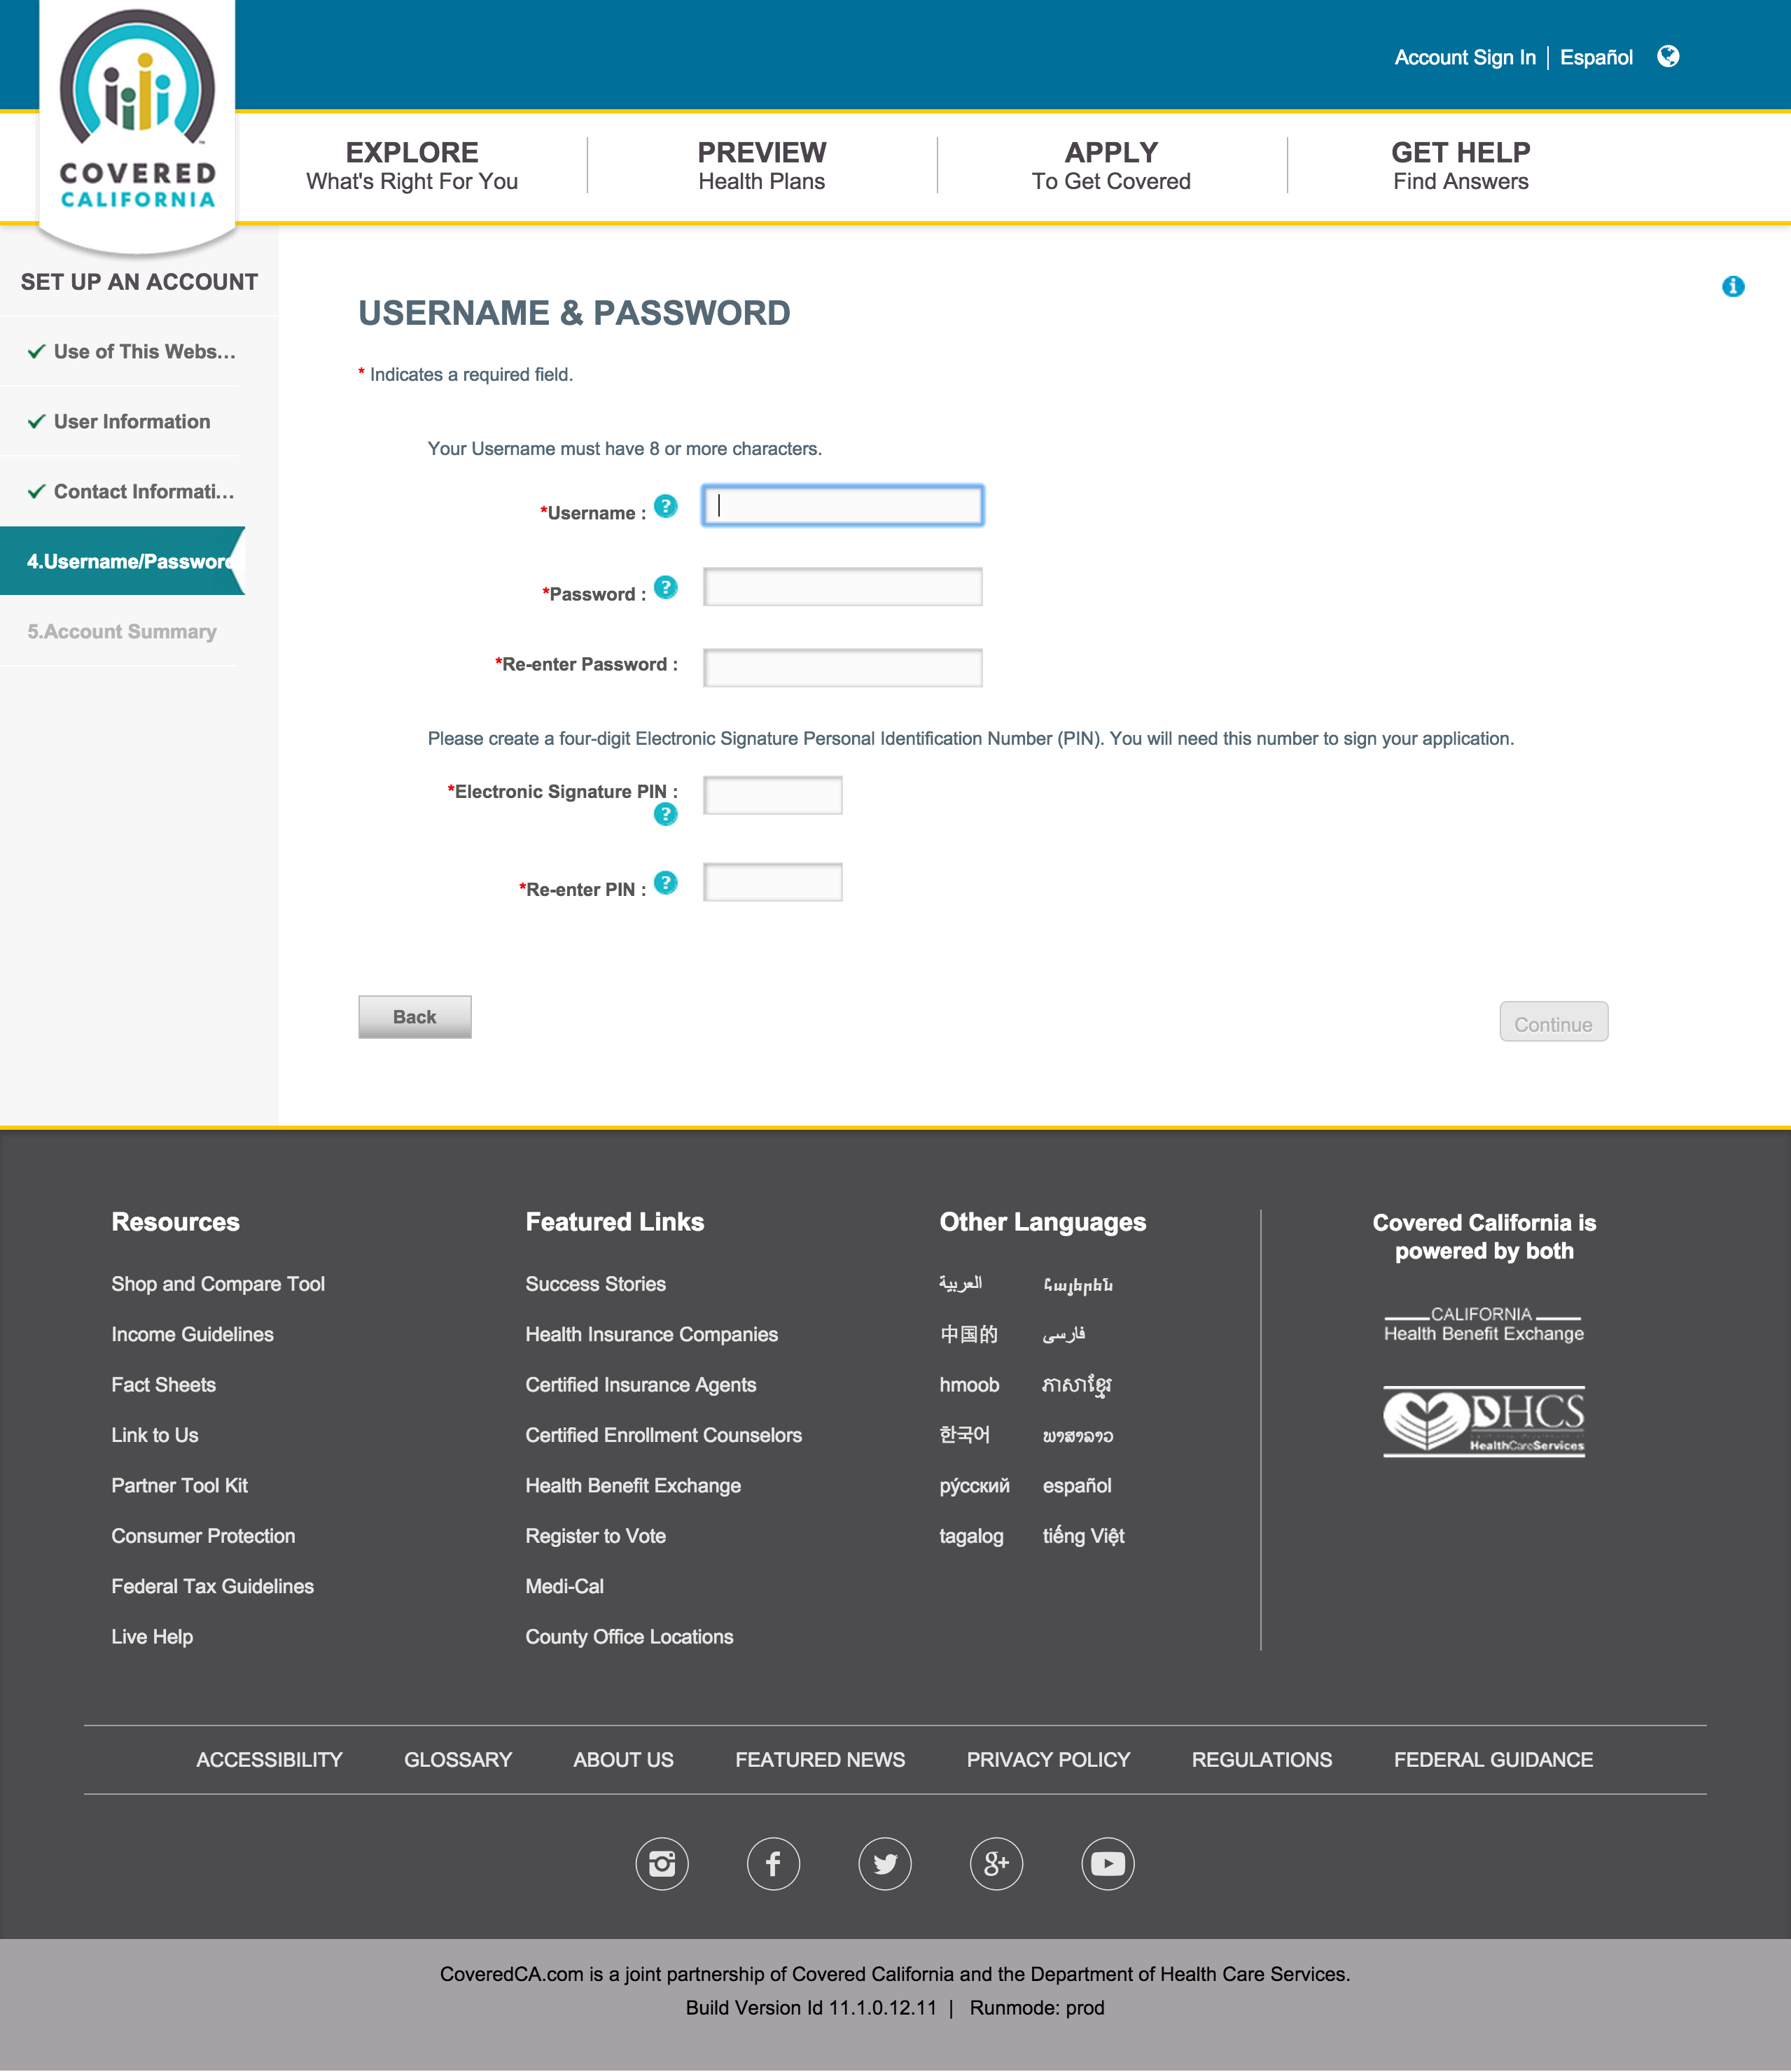 Account Sign In | Español
COVERED
CALIFORNIA
™
EXPLORE
What's Right For You
PREVIEW
Health Plans
APPLY
To Get Covered
GET HELP
Find Answers
SET UP AN ACCOUNT
Use of This Webs...
User Information
Contact Informati...
4.Username/Password
5.Account Summary
USERNAME & PASSWORD
* Indicates a required field.
Your Username must have 8 or more characters.
*Username : ?
*Password : ?
*Re-enter Password :
Please create a four-digit Electronic Signature Personal Identification Number (PIN). You will need this number to sign your application.
*Electronic Signature PIN :
?
*Re-enter PIN : ?
Back
Continue
Resources
Shop and Compare Tool
Income Guidelines
Fact Sheets
Link to Us
Partner Tool Kit
Consumer Protection
Federal Tax Guidelines
Live Help
Featured Links
Success Stories
Health Insurance Companies
Certified Insurance Agents
Certified Enrollment Counselors
Health Benefit Exchange
Register to Vote
Medi-Cal
County Office Locations
Other Languages
العربية Հայերեն
中国的 فارسی
hmoob ភាសាខ្មែរ
한국어 ພາສາລາວ
ру́сский español
tagalog tiếng Việt
Covered California is
powered by both
CALIFORNIA
Health Benefit Exchange
DHCS
HealthCareServices
ACCESSIBILITY GLOSSARY ABOUT US FEATURED NEWS PRIVACY POLICY REGULATIONS FEDERAL GUIDANCE
CoveredCA.com is a joint partnership of Covered California and the Department of Health Care Services.
Build Version Id 11.1.0.12.11 | Runmode: prod